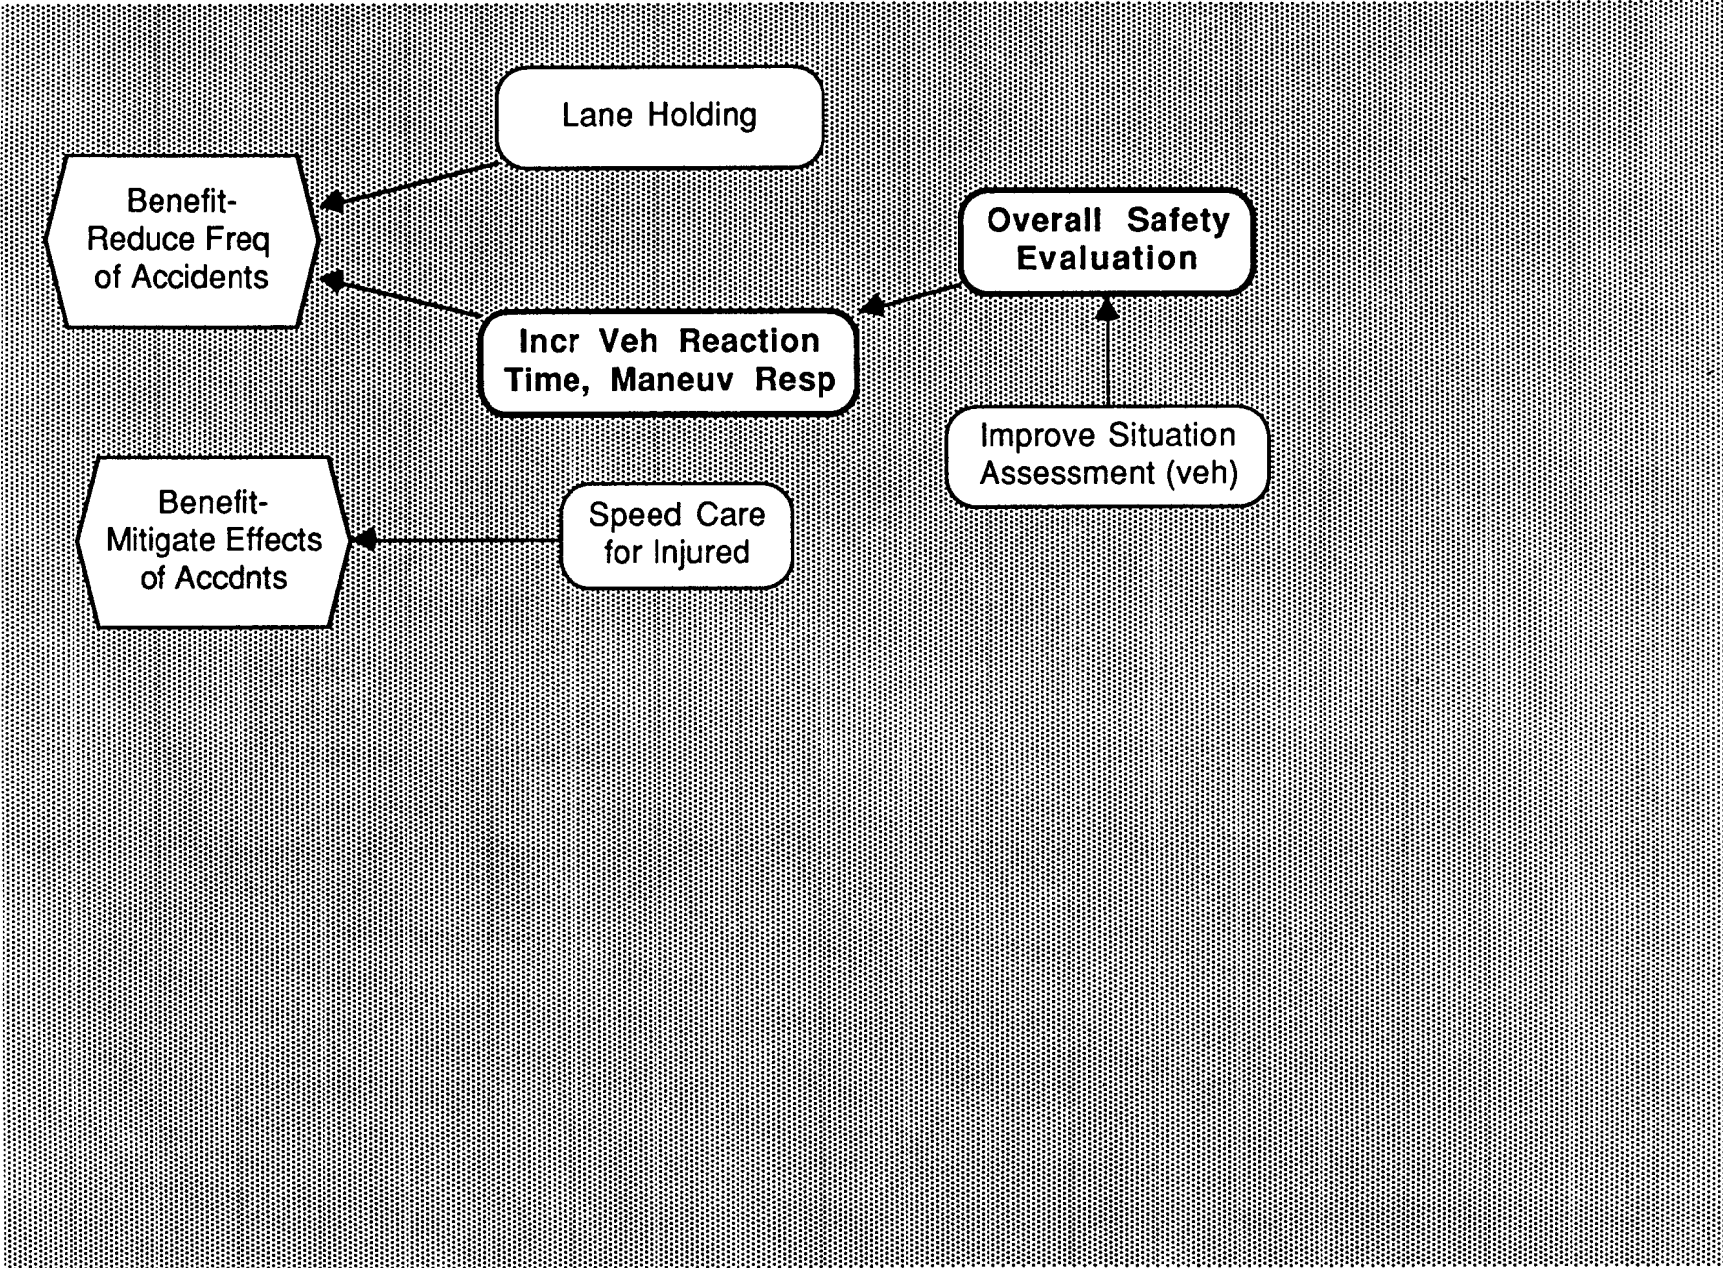 Lane Holding
Benefit-
Reduce Freq
of Accidents
Overall Safety
Evaluation
Incr Veh Reaction
Time, Maneuv Resp
Improve Situation
Assessment (veh)
Benefit-
Mitigate Effects
of Accdnts
Speed Care
for Injured